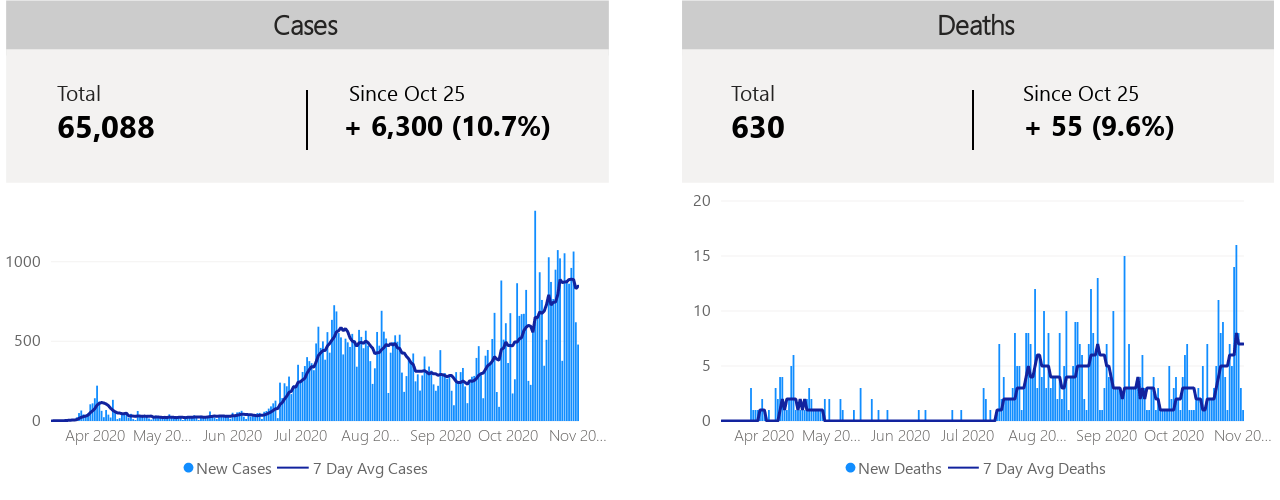 Cases
Total
65,088
Since Oct 25
+ 6,300 (10.7%)
1000
500
0
Apr 2020 May 20... Jun 2020 Jul 2020 Aug 20... Sep 2020 Oct 2020 Nov 20...
New Cases 7 Day Avg Cases
Deaths
Total
630
Since Oct 25
+ 55 (9.6%)
20
15
10
5
0
Apr 2020 May 20... Jun 2020 Jul 2020 Aug 20... Sep 2020 Oct 2020 Nov 20...
New Deaths 7 Day Avg Deaths